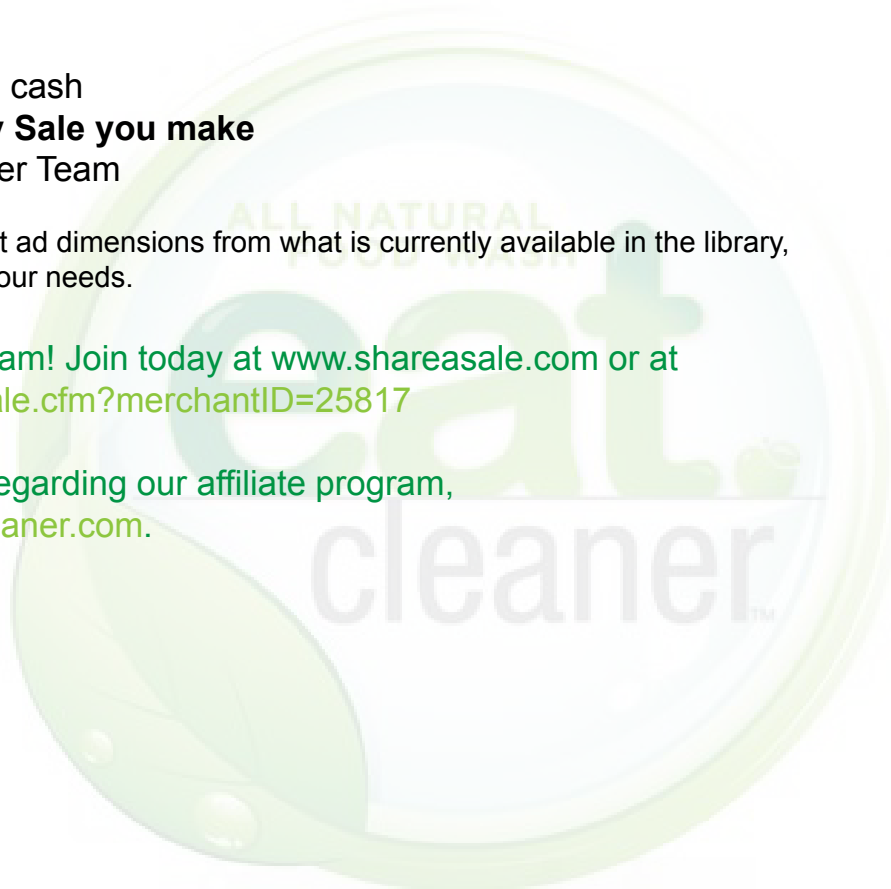 cash
Sale you make
er Team
ALL NATURAL
t ad dimensions from what is currently available in the library,
FOOD WASH
our needs.
eat.
am! Join today at www.shareasale.com or at
ale.cfm?merchantID=25817
egarding our affiliate program,
aner.com.
cleaner™